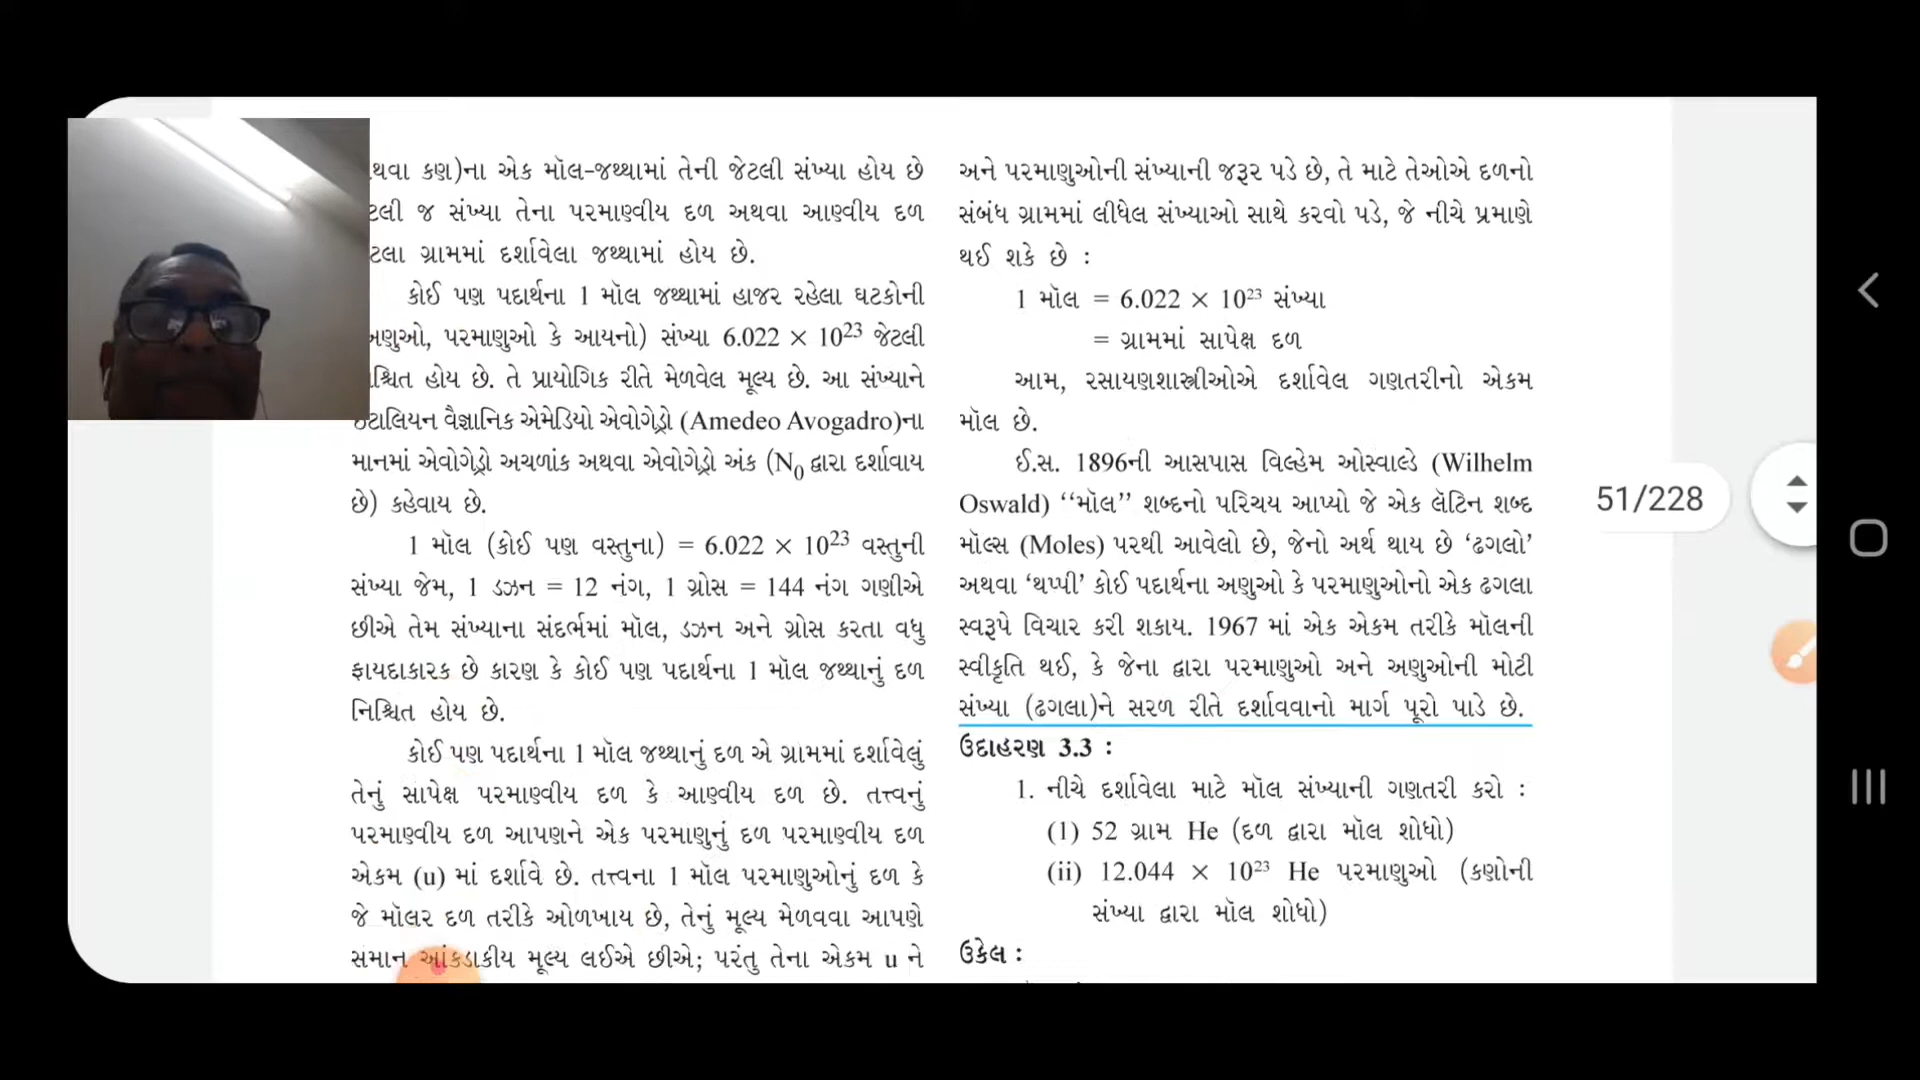 કણ)ના એક મૉલ-જથ્થામાં તેની જેટલી સંખ્યા હોય છે
જ સંખ્યા તેના પરમાણ્વીય દળ અથવા આણ્વીય દળ
ગ્રામમાં દર્શાવેલા જથ્થામાં હોય છે.
કોઈ પણ પદાર્થના 1 મૉલ જથ્થામાં હાજર રહેલા ઘટકોની
પરમાણુઓ કે આયનો) સંખ્યા 6.022 × 10²³ જેટલી
હોય છે. તે પ્રાયોગિક રીતે મેળવેલ મૂલ્ય છે. આ સંખ્યાને
ઇટાલિયન વૈજ્ઞાનિક એમેડિયો એવોગેડ્રો (Amedeo Avogadro)ના
માનમાં એવોગેડ્રો અચળાંક અથવા એવોગેડ્રો અંક (N₀ દ્વારા દર્શાવાય
છે) કહેવાય છે.
1 મૉલ (કોઈ પણ વસ્તુના) = 6.022 × 10²³ વસ્તુની
સંખ્યા જેમ, 1 ડઝન = 12 નંગ, 1 ગ્રોસ = 144 નંગ ગણીએ
છીએ તેમ સંખ્યાના સંદર્ભમાં મૉલ, ડઝન અને ગ્રોસ કરતા વધુ
ફાયદાકારક છે કારણ કે કોઈ પણ પદાર્થના 1 મૉલ જથ્થાનું દળ
નિશ્ચિત હોય છે.
કોઈ પણ પદાર્થના 1 મૉલ જથ્થાનું દળ એ ગ્રામમાં દર્શાવેલું
તેનું સાપેક્ષ પરમાણ્વીય દળ કે આણ્વીય દળ છે. તત્ત્વનું
પરમાણ્વીય દળ આપણને એક પરમાણુનું દળ પરમાણ્વીય દળ
એકમ (u) માં દર્શાવે છે. તત્ત્વના 1 મૉલ પરમાણુઓનું દળ કે
જે મૉલર દળ તરીકે ઓળખાય છે, તેનું મૂલ્ય મેળવવા આપણે
સમાન આંકડાકીય મૂલ્ય લઈએ છીએ; પરંતુ તેના એકમ u ને
અને પરમાણુઓની સંખ્યાની જરૂર પડે છે, તે માટે તેઓએ દળનો
સંબંધ ગ્રામમાં લીધેલ સંખ્યાઓ સાથે કરવો પડે, જે નીચે પ્રમાણે
થઈ શકે છે :
1 મૉલ = 6.022 × 10²³ સંખ્યા
= ગ્રામમાં સાપેક્ષ દળ
આમ, રસાયણશાસ્ત્રીઓએ દર્શાવેલ ગણતરીનો એકમ
મૉલ છે.
ઈ.સ. 1896ની આસપાસ વિલ્હેમ ઓસ્વાલ્ડે (Wilhelm
Oswald) ‘‘મૉલ’’ શબ્દનો પરિચય આપ્યો જે એક લૅટિન શબ્દ
મૉલ્સ (Moles) પરથી આવેલો છે, જેનો અર્થ થાય છે ‘ઢગલો’
અથવા ‘થપ્પી’ કોઈ પદાર્થના અણુઓ કે પરમાણુઓનો એક ઢગલા
સ્વરૂપે વિચાર કરી શકાય. 1967 માં એક એકમ તરીકે મૉલની
સ્વીકૃતિ થઈ, કે જેના દ્વારા પરમાણુઓ અને અણુઓની મોટી
સંખ્યા (ઢગલા)ને સરળ રીતે દર્શાવવાનો માર્ગ પૂરો પાડે છે.
ઉદાહરણ 3.3 :
1. નીચે દર્શાવેલા માટે મૉલ સંખ્યાની ગણતરી કરો :
(1) 52 ગ્રામ He (દળ દ્વારા મૉલ શોધો)
(ii) 12.044 × 10²³ He પરમાણુઓ (કણોની
સંખ્યા દ્વારા મૉલ શોધો)
ઉકેલ :
51/228